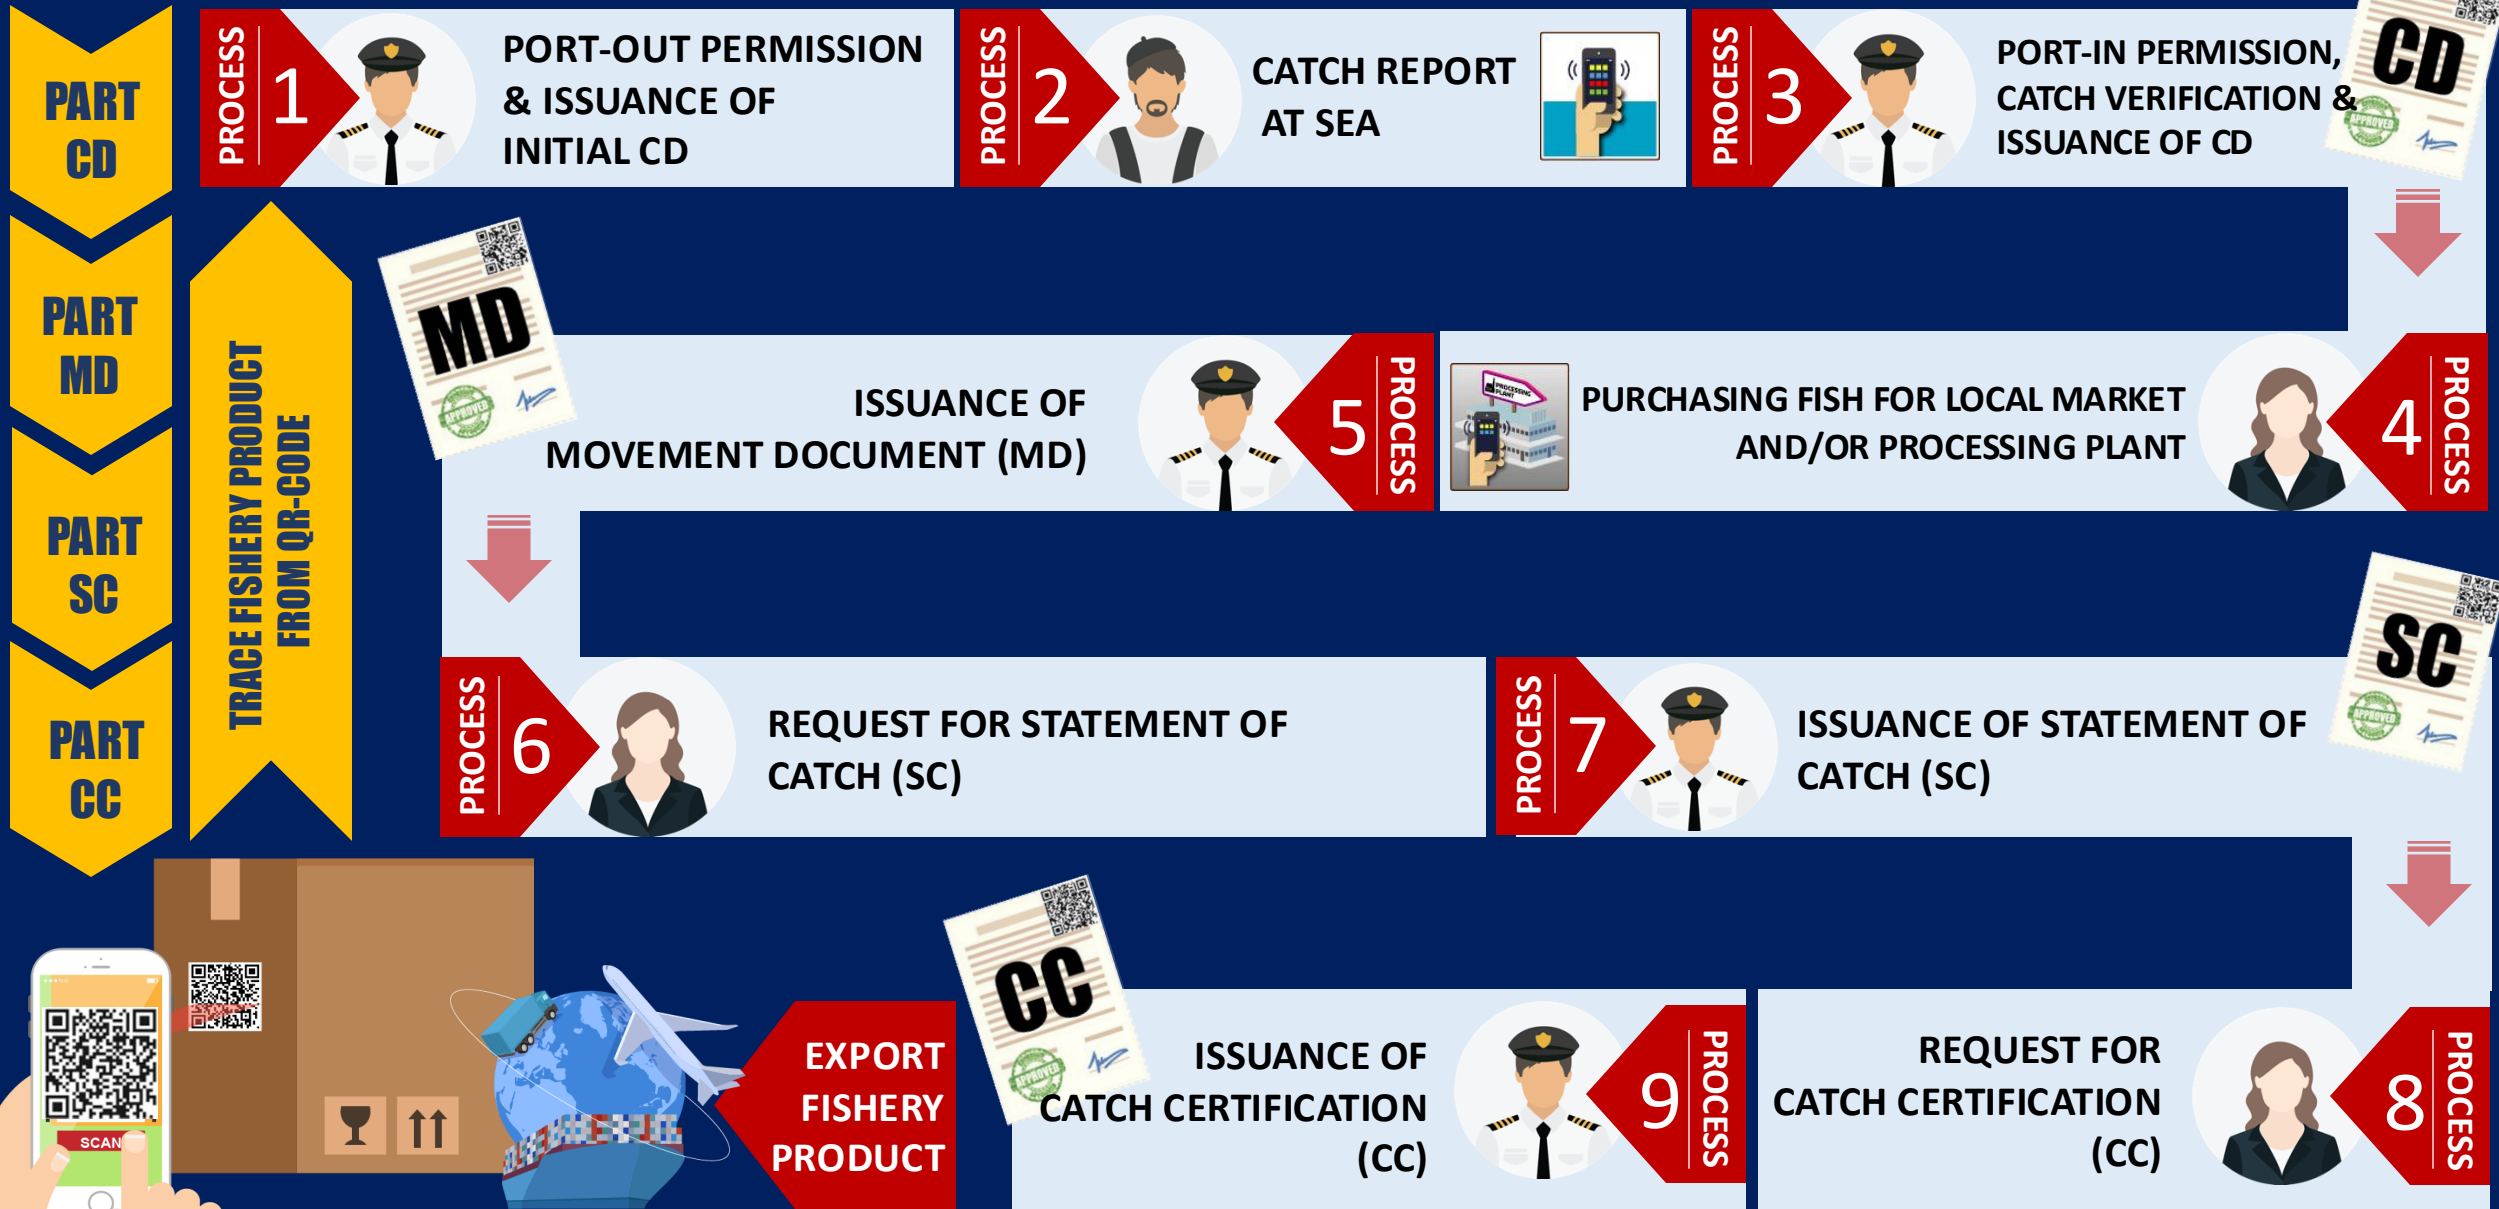 PART
CD
PART
MD
PART
SC
PART
CC
TRACE FISHERY PRODUCT
FROM QR-CODE
PROCESS
1
PORT-OUT PERMISSION
& ISSUANCE OF
INITIAL CD
PROCESS
2
CATCH REPORT
AT SEA
PROCESS
3
PORT-IN PERMISSION,
CATCH VERIFICATION &
ISSUANCE OF CD
CD
APPROVED
PROCESS
4
PURCHASING FISH FOR LOCAL MARKET
AND/OR PROCESSING PLANT
PROCESSING
PLANT
PROCESS
5
ISSUANCE OF
MOVEMENT DOCUMENT (MD)
MD
APPROVED
PROCESS
6
REQUEST FOR STATEMENT OF
CATCH (SC)
PROCESS
7
ISSUANCE OF STATEMENT OF
CATCH (SC)
SC
APPROVED
PROCESS
8
REQUEST FOR
CATCH CERTIFICATION
(CC)
PROCESS
9
ISSUANCE OF
CATCH CERTIFICATION
(CC)
CC
APPROVED
EXPORT
FISHERY
PRODUCT
SCAN